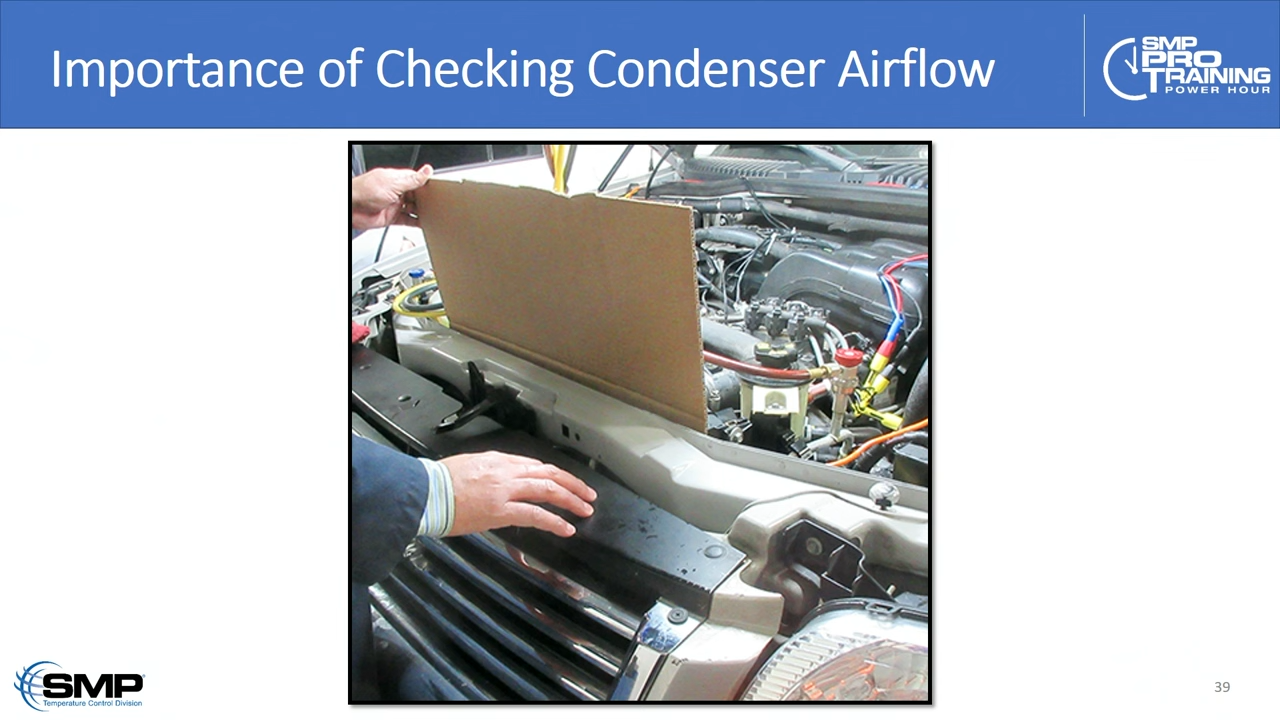 Importance of Checking Condenser Airflow
SMP
PRO
TRAINING
POWER HOUR
SMP
Temperature Control Division
39